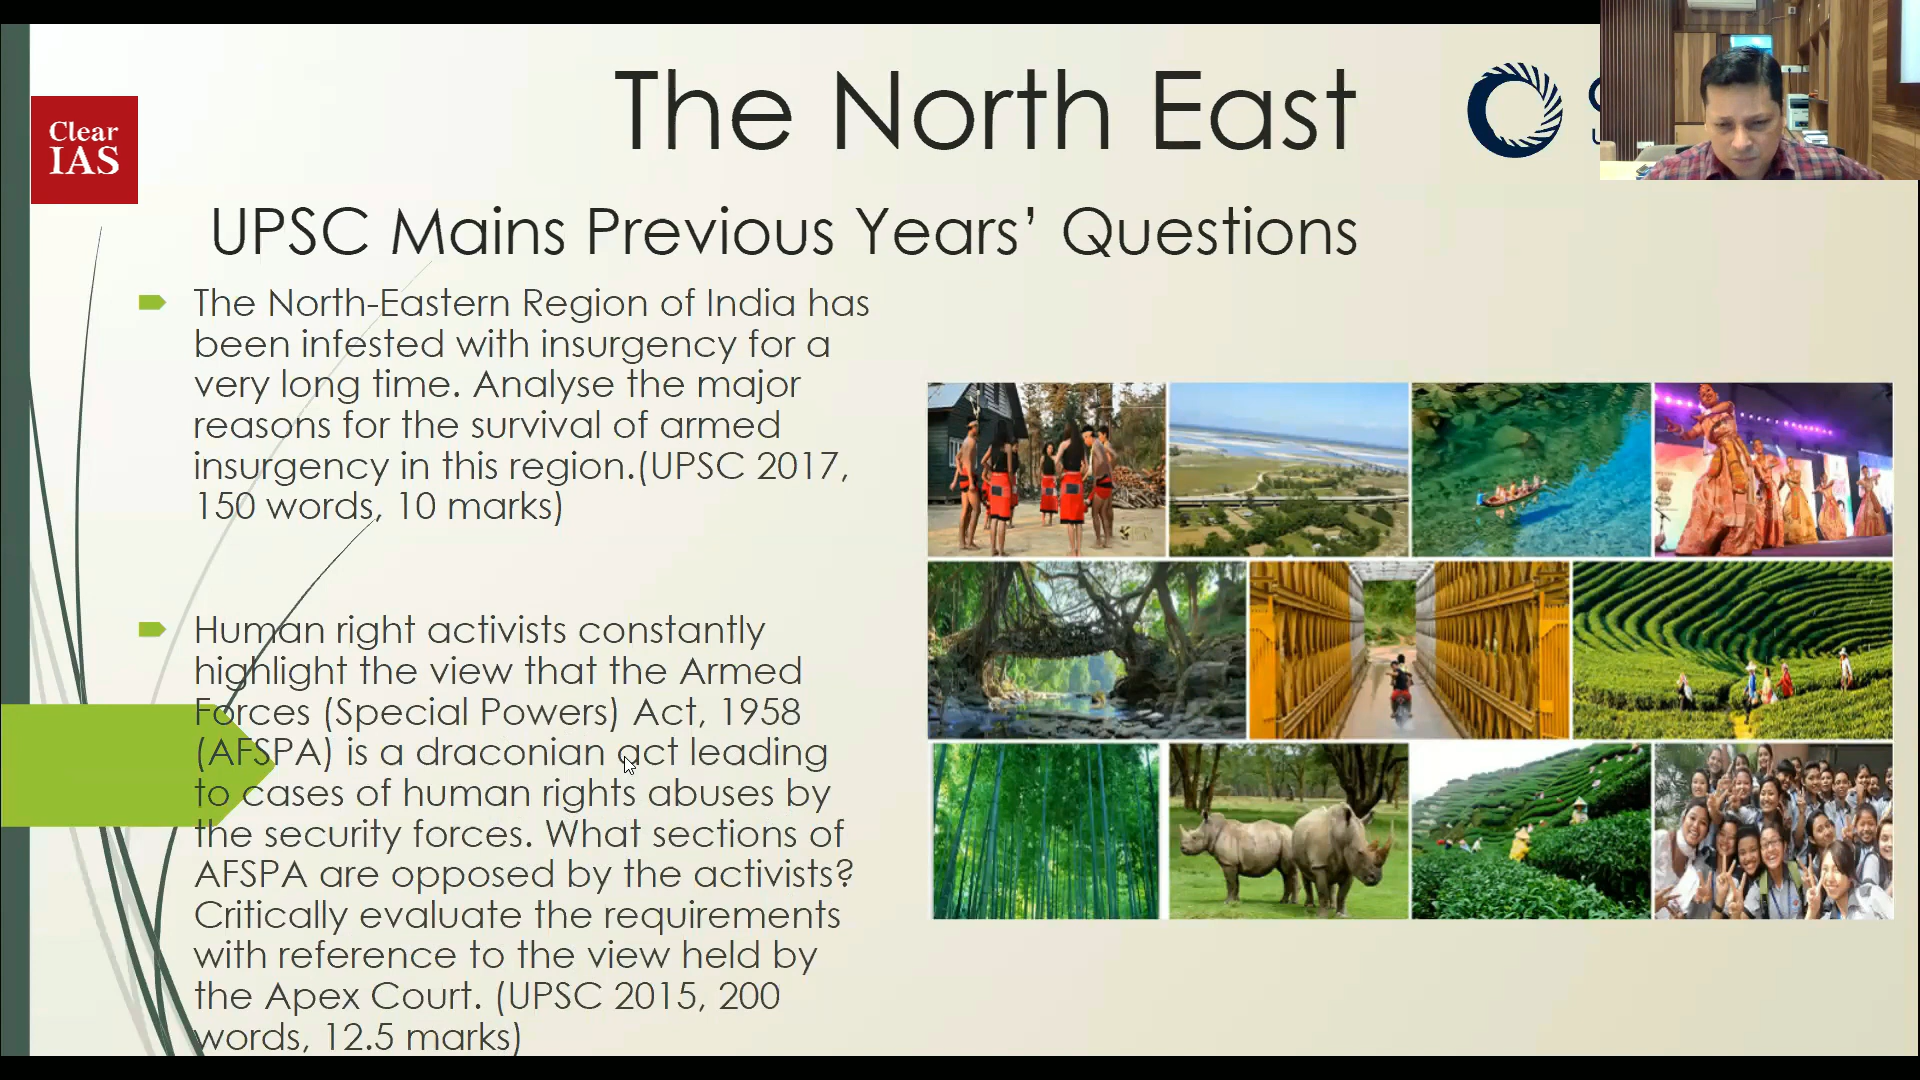 The North East
Clear
IAS
UPSC Mains Previous Years’ Questions
The North-Eastern Region of India has
been infested with insurgency for a
very long time. Analyse the major
reasons for the survival of armed
insurgency in this region.(UPSC 2017,
150 words, 10 marks)
Human right activists constantly
highlight the view that the Armed
Forces (Special Powers) Act, 1958
(AFSPA) is a draconian act leading
to cases of human rights abuses by
the security forces. What sections of
AFSPA are opposed by the activists?
Critically evaluate the requirements
with reference to the view held by
the Apex Court. (UPSC 2015, 200
words, 12.5 marks)